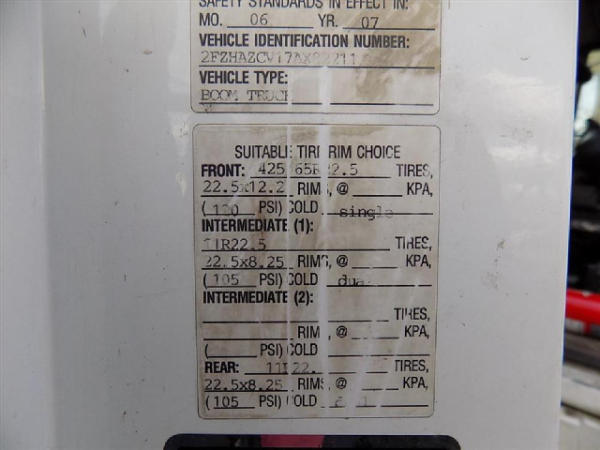 SAFETY STANDARDS IN EFFECT IN:
MO. 06 YR. 07
VEHICLE IDENTIFICATION NUMBER:
VEHICLE TYPE:
BOOM TRUCK
SUITABLE TIRE RIM CHOICE
FRONT: 425/65R22.5 TIRES,
22.5x12.2 RIMS, @ KPA,
(120 PSI) COLD single
INTERMEDIATE (1):
11R22.5 TIRES,
22.5x8.25 RIMS, @ KPA,
(105 PSI) COLD dual
INTERMEDIATE (2):
TIRES,
RIMS, @ KPA,
( PSI) COLD
REAR: TIRES,
22.5x8.25 RIMS, @ KPA,
(105 PSI) COLD